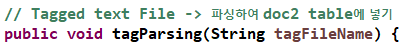 // Tagged text File -> 파싱하여 doc2 table에 넣기
public void tagParsing(String tagFileName) {